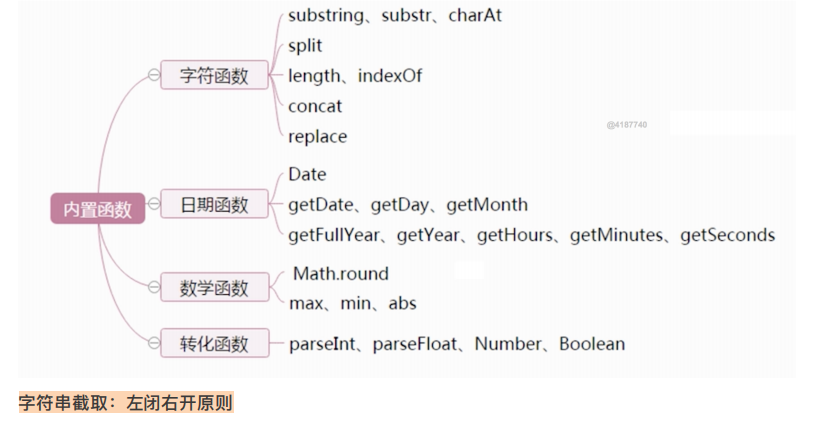 substring、substr、charAt
split
字符函数
length、indexOf
concat
@4187740
replace
Date
内置函数
日期函数
getDate、getDay、getMonth
getFullYear、getYear、getHours、getMinutes、getSeconds
Math.round
数学函数
max、min、abs
转化函数
parseInt、parseFloat、Number、Boolean
字符串截取：左闭右开原则